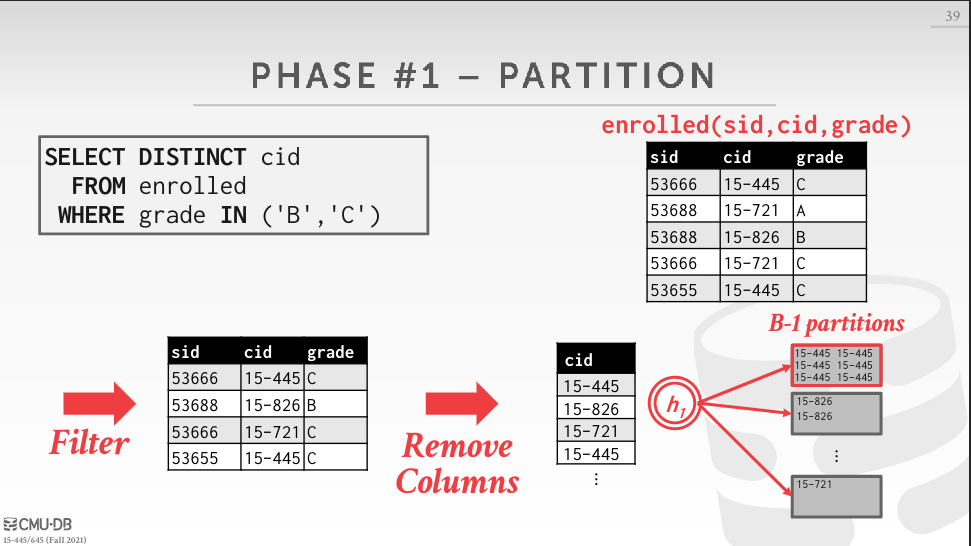 39
PHASE #1 – PARTITION
SELECT DISTINCT cid
FROM enrolled
WHERE grade IN ('B','C')
enrolled(sid,cid,grade)
sid cid grade
53666 15-445 C
53688 15-721 A
53688 15-826 B
53666 15-721 C
53655 15-445 C
Filter
sid cid grade
53666 15-445 C
53688 15-826 B
53666 15-721 C
53655 15-445 C
Remove
Columns
cid
15-445
15-826
15-721
15-445
⋮
h1
B-1 partitions
15-445 15-445
15-445 15-445
15-445 15-445
15-826
15-826
⋮
15-721
CMU·DB
15-445/645 (Fall 2021)